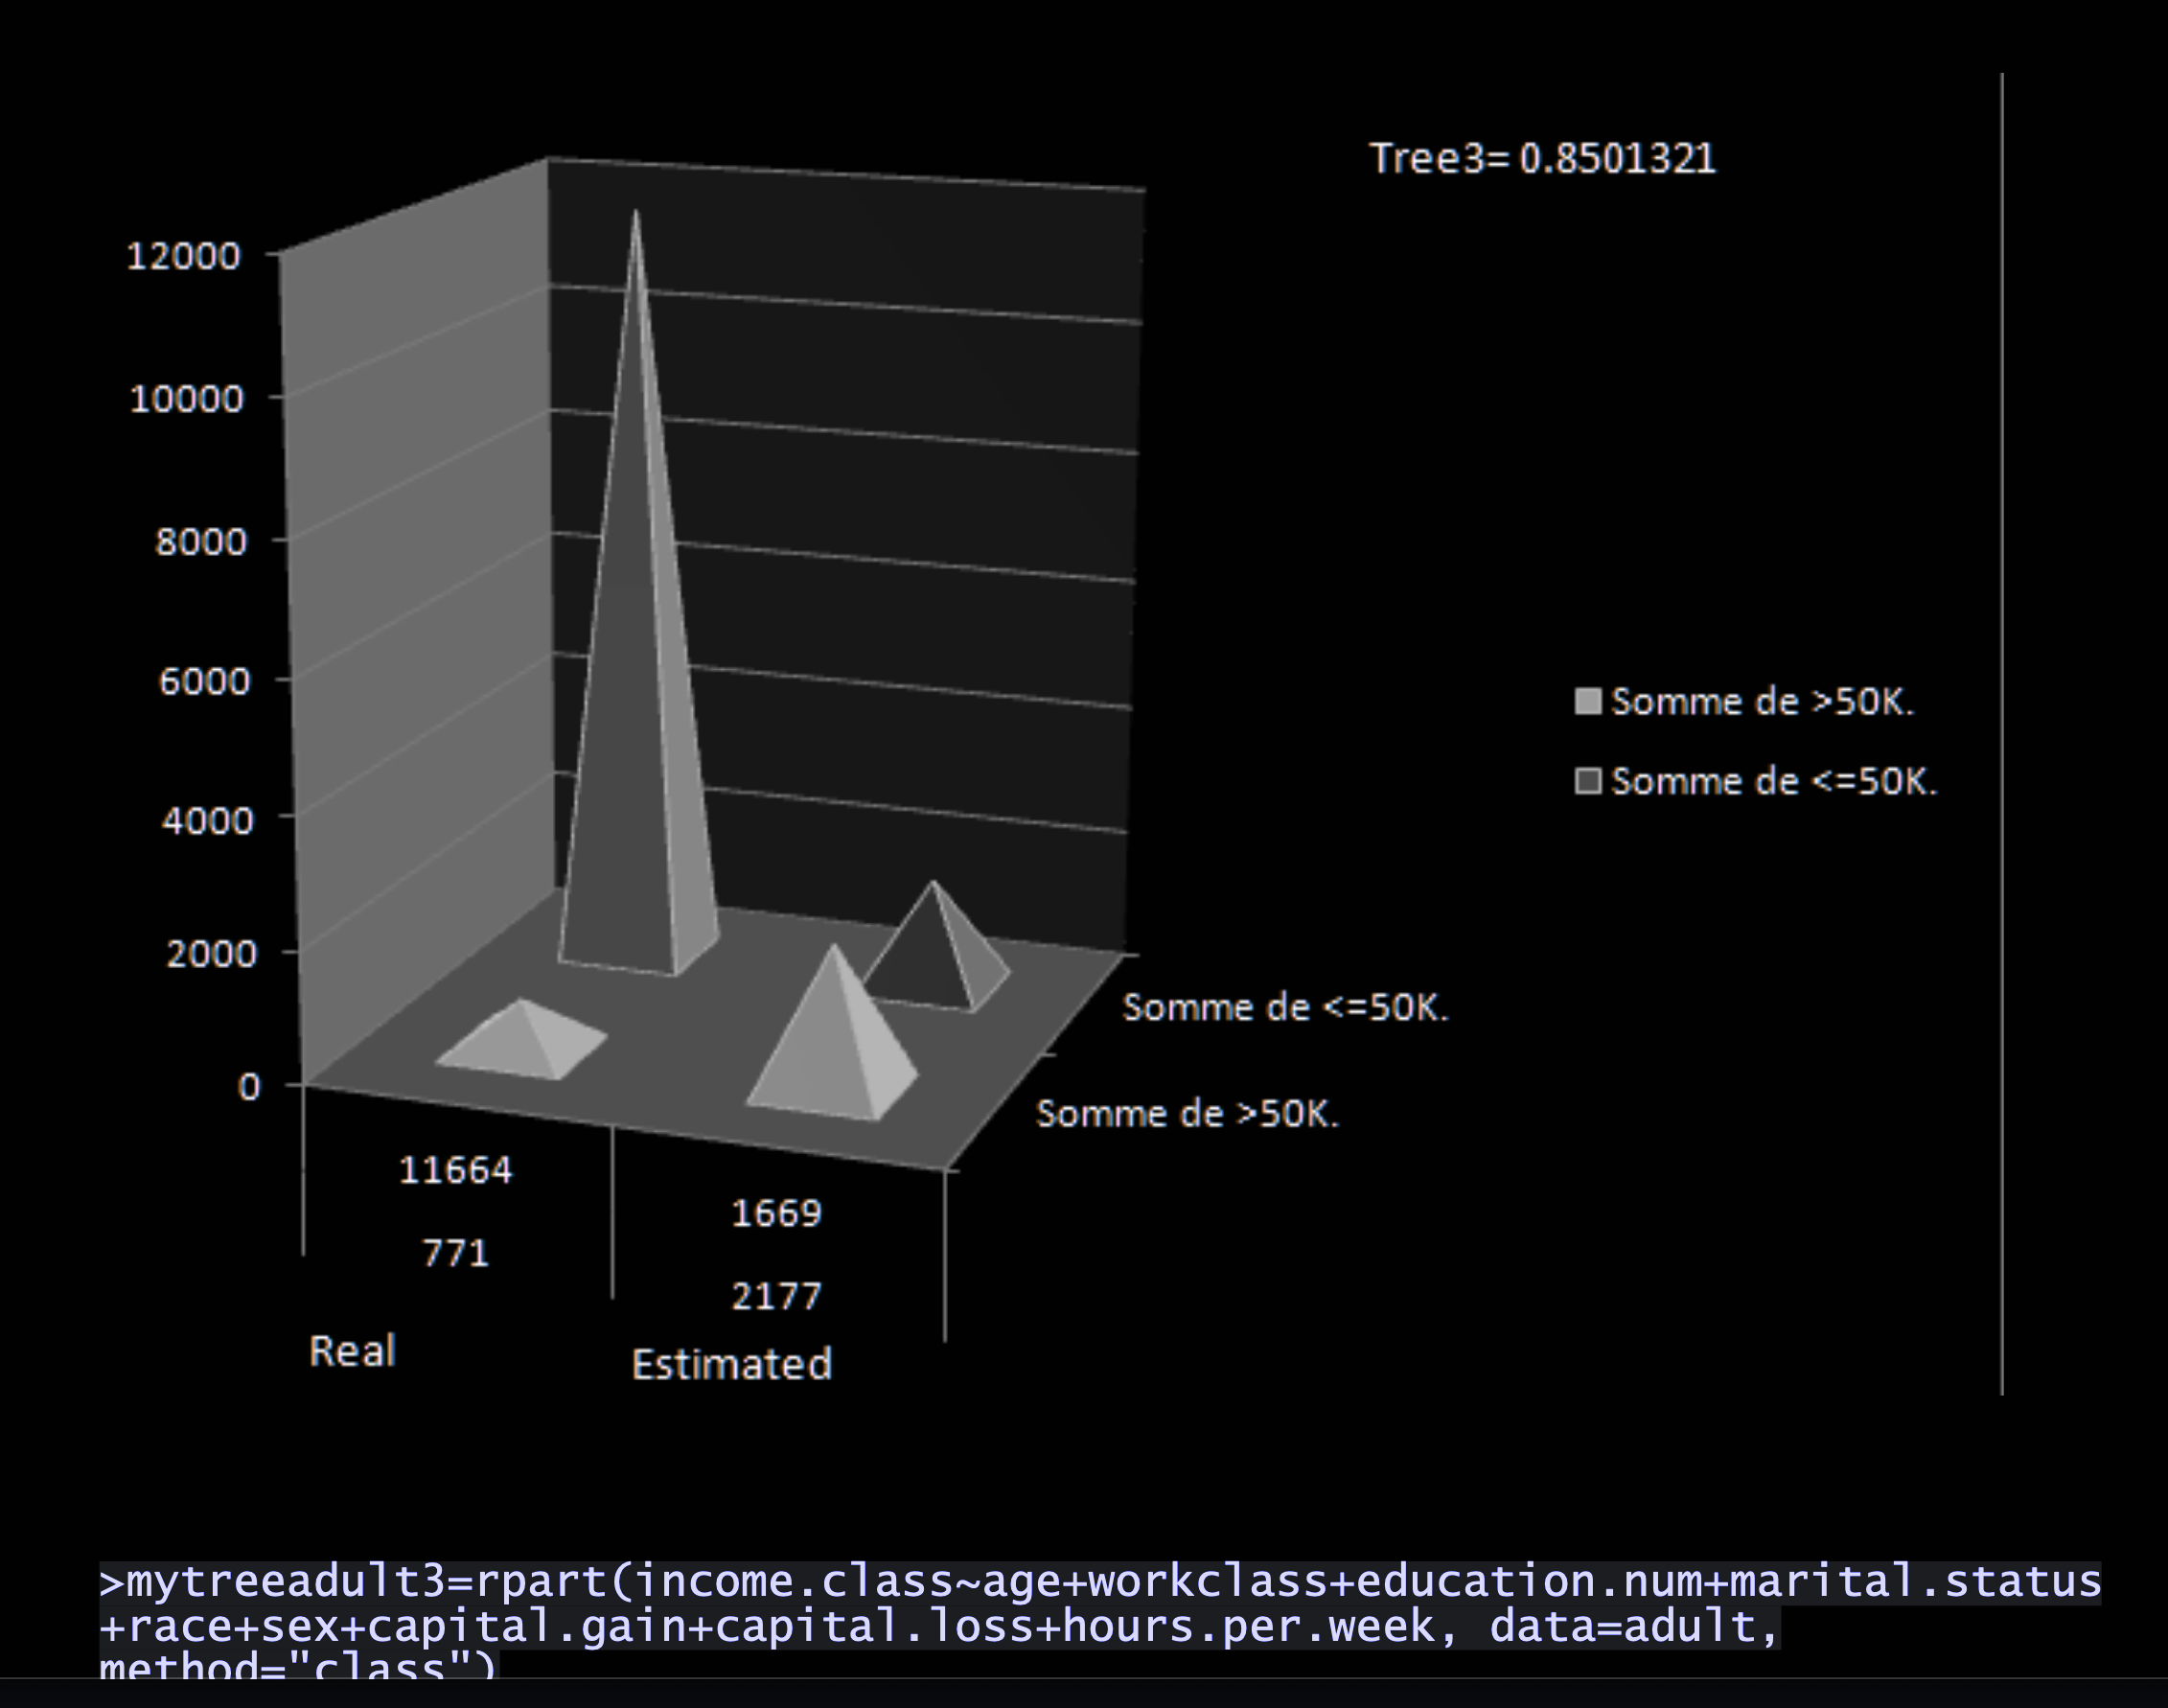 Tree3= 0.8501321
12000
10000
8000
6000
4000
2000
0
Somme de >50K.
Somme de <=50K.
Somme de <=50K.
Somme de >50K.
11664
771
1669
2177
Real
Estimated
>mytreeadult3=rpart(income.class~age+workclass+education.num+marital.status
+race+sex+capital.gain+capital.loss+hours.per.week, data=adult,
method="class")